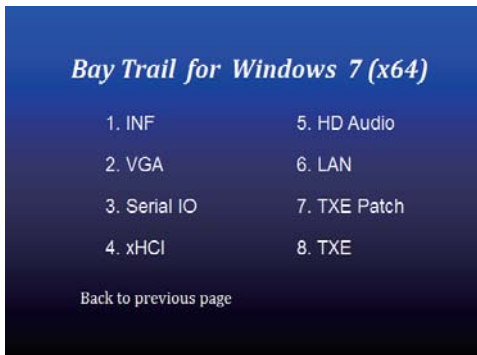 Bay Trail for Windows 7 (x64)
1. INF
2. VGA
3. Serial IO
4. xHCI
5. HD Audio
6. LAN
7. TXE Patch
8. TXE
Back to previous page